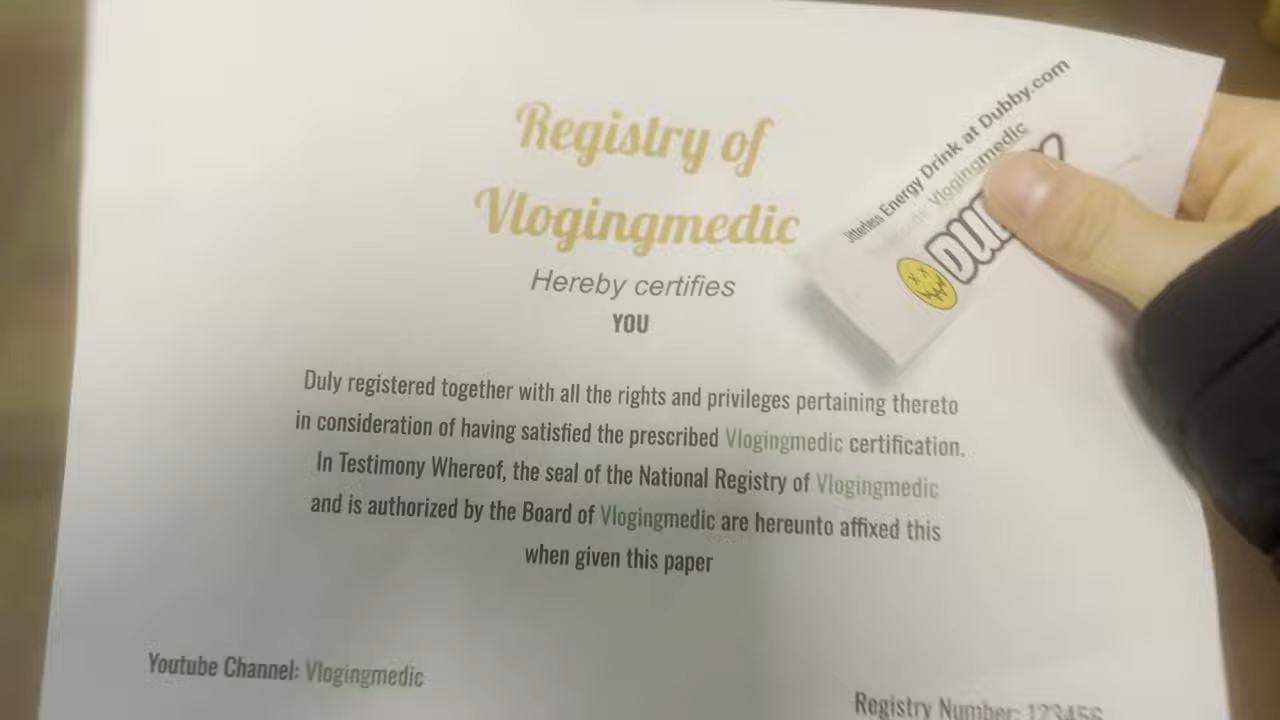 Registry of
Vlogingmedic
Hereby certifies
YOU
Duly registered together with all the rights and privileges pertaining thereto
in consideration of having satisfied the prescribed Vlogingmedic certification.
In Testimony Whereof, the seal of the National Registry of Vlogingmedic
and is authorized by the Board of Vlogingmedic are hereunto affixed this
when given this paper
Youtube Channel: Vlogingmedic
Registry Number: 123456
Jitterless Energy Drink at Dubby.com
Vlogingmedic